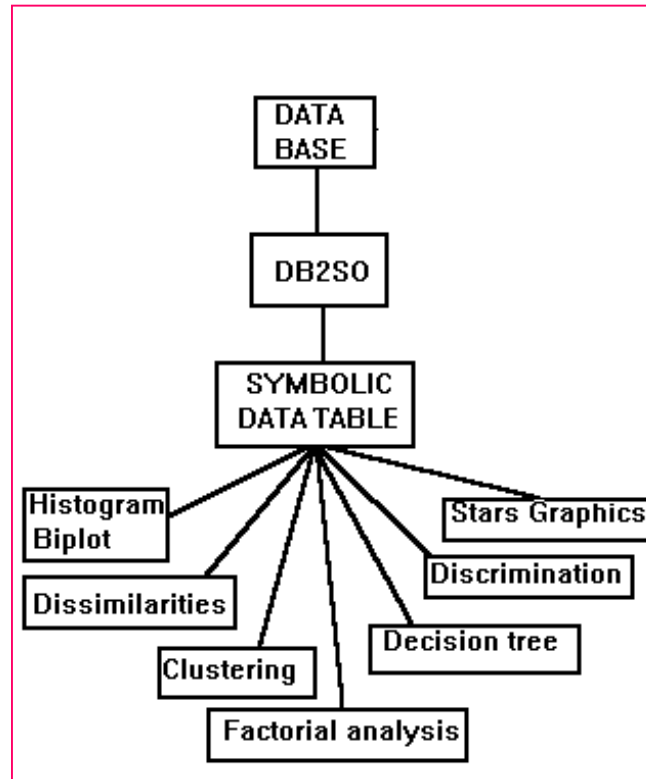 DATA
BASE
DB2SO
SYMBOLIC
DATA TABLE
Histogram
Biplot
Stars Graphics
Discrimination
Dissimilarities
Decision tree
Clustering
Factorial analysis